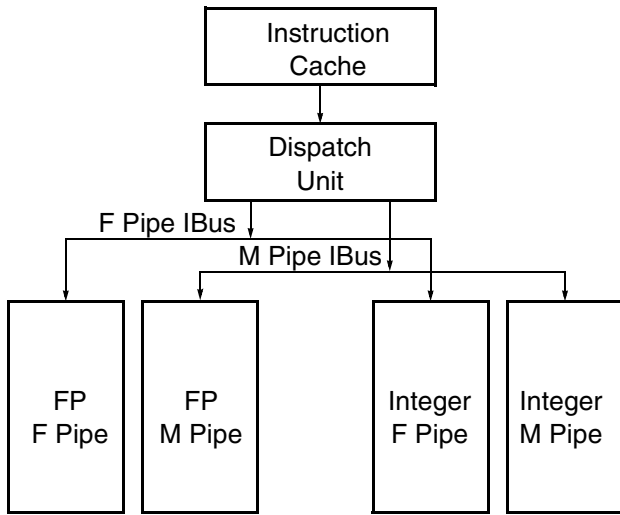 Instruction
Cache
Dispatch
Unit
F Pipe IBus
M Pipe IBus
FP
F Pipe
FP
M Pipe
Integer
F Pipe
Integer
M Pipe